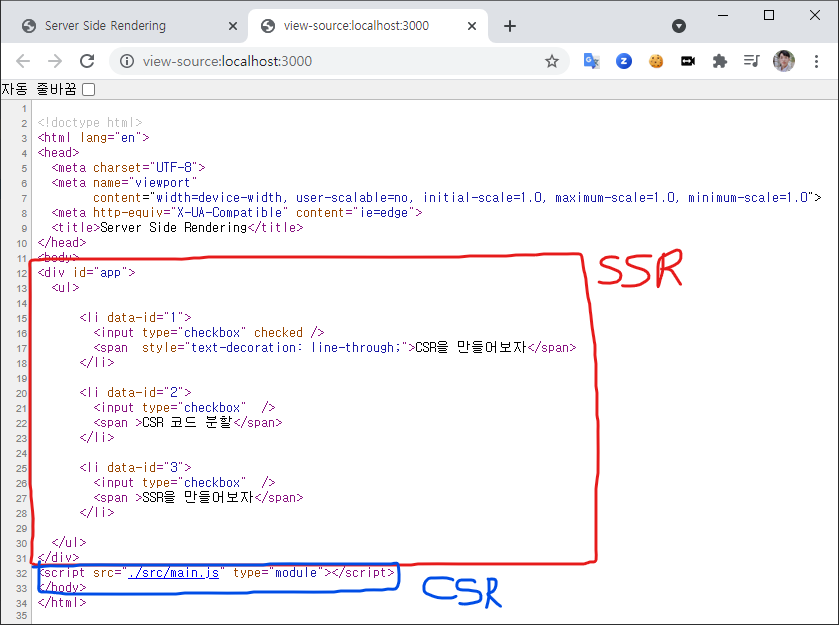 Server Side Rendering
view-source:localhost:3000
view-source:localhost:3000
자동 줄바꿈
1
2 <!doctype html>
3 <html lang="en">
4 <head>
5 <meta charset="UTF-8">
6 <meta name="viewport"
7 content="width=device-width, user-scalable=no, initial-scale=1.0, maximum-scale=1.0, minimum-scale=1.0">
8 <meta http-equiv="X-UA-Compatible" content="ie=edge">
9 <title>Server Side Rendering</title>
10 </head>
11 <body>
12 <div id="app">
SSR
13 <ul>
14
15 <li data-id="1">
16 <input type="checkbox" checked />
17 <span  style="text-decoration: line-through;">CSR을 만들어보자</span>
18 </li>
19
20 <li data-id="2">
21 <input type="checkbox"  />
22 <span >CSR 코드 분할</span>
23 </li>
24
25 <li data-id="3">
26 <input type="checkbox"  />
27 <span >SSR을 만들어보자</span>
28 </li>
29
30 </ul>
31 </div>
32 <script src="./src/main.js" type="module"></script>
33 </body>
CSR
34 </html>
35